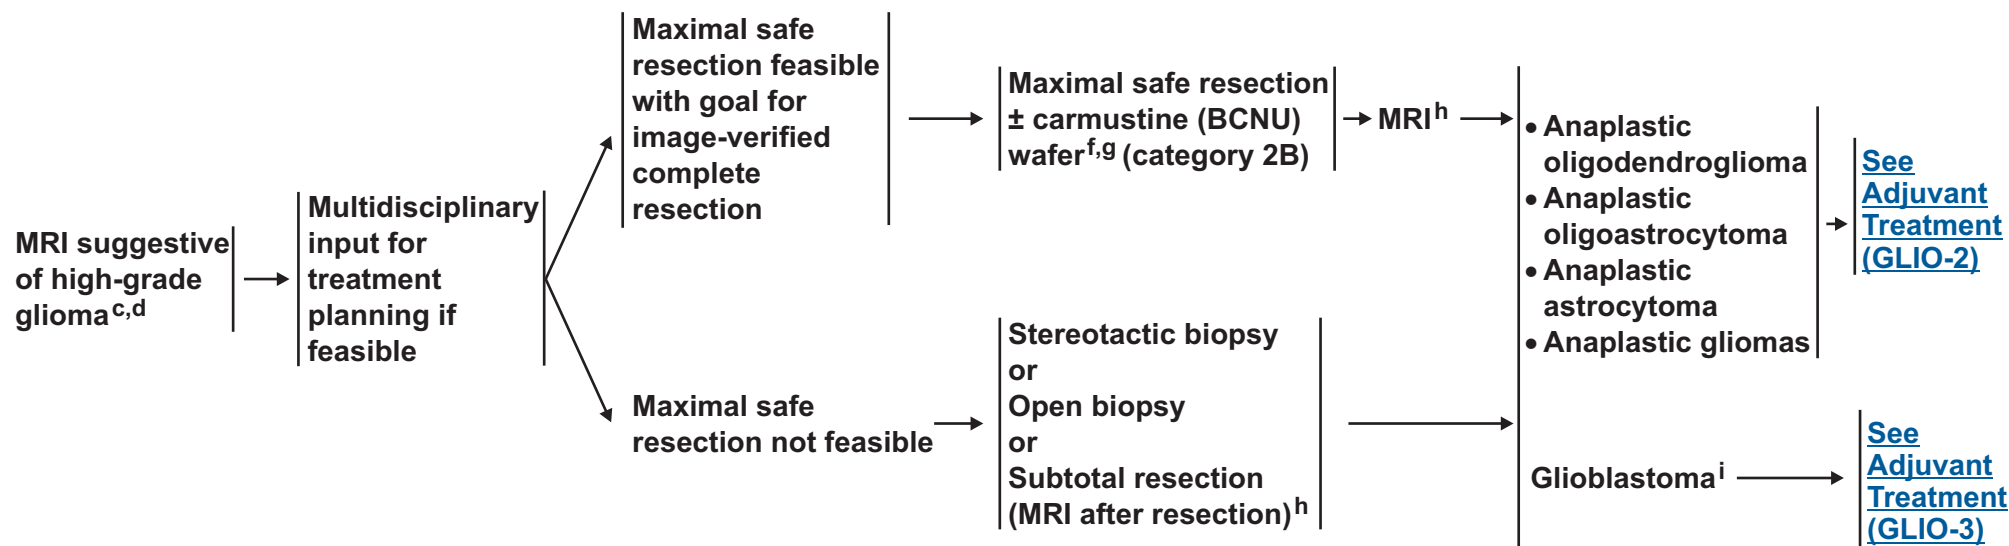 MRI suggestive
of high-grade
glioma c,d
Multidisciplinary
input for
treatment
planning if
feasible
Maximal safe
resection feasible
with goal for
image-verified
complete
resection
Maximal safe resection
± carmustine (BCNU)
wafer f,g (category 2B)
MRI h
Maximal safe
resection not feasible
Stereotactic biopsy
or
Open biopsy
or
Subtotal resection
(MRI after resection) h
• Anaplastic
oligodendroglioma
• Anaplastic
oligoastrocytoma
• Anaplastic
astrocytoma
• Anaplastic gliomas
See
Adjuvant
Treatment
(GLIO-2)
Glioblastoma i
See
Adjuvant
Treatment
(GLIO-3)